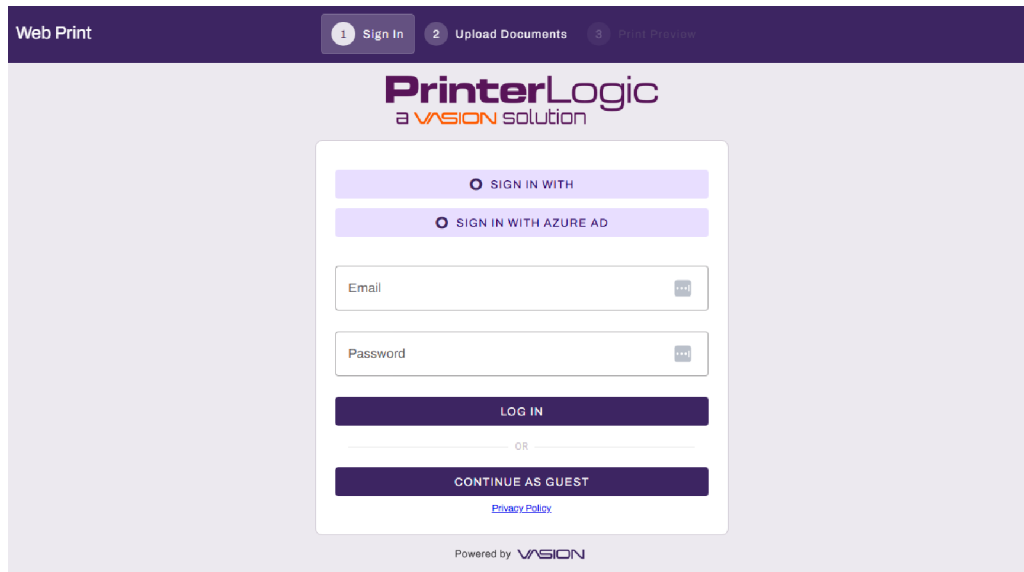 Web Print
1 Sign In 2 Upload Documents 3 Print Preview
PrinterLogic
a VASION solution
SIGN IN WITH
SIGN IN WITH AZURE AD
Email
Password
LOG IN
OR
CONTINUE AS GUEST
Privacy Policy
Powered by VASION